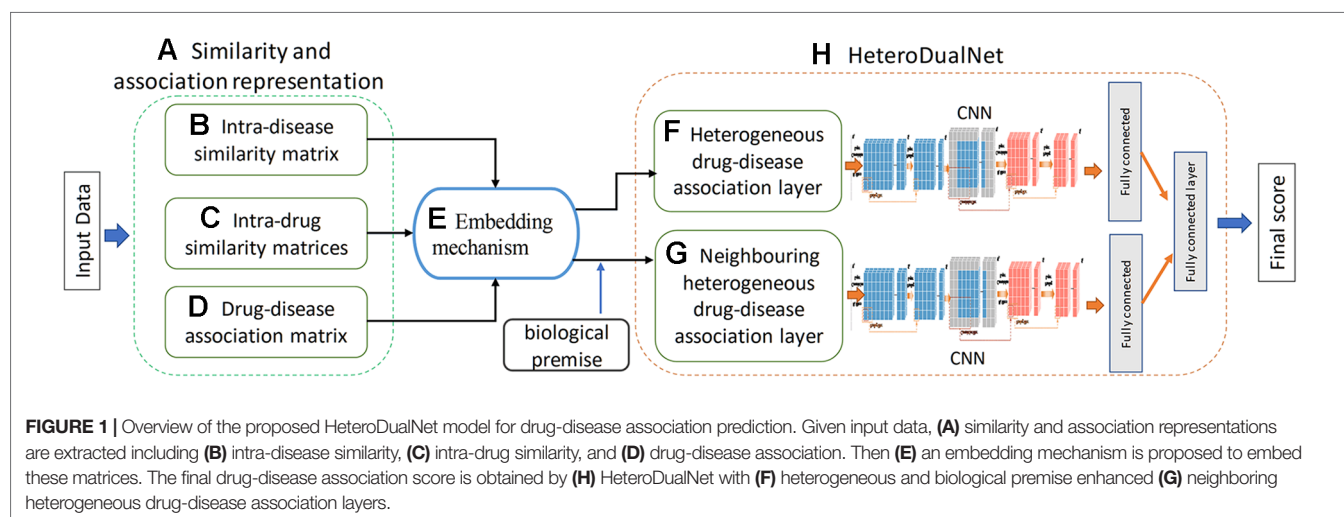 A Similarity and
association representation
B Intra-disease
similarity matrix
C Intra-drug
similarity matrices
D Drug-disease
association matrix
Input Data
E Embedding
mechanism
biological
premise
H HeteroDualNet
F Heterogeneous
drug-disease
association layer
G Neighbouring
heterogeneous
drug-disease
association layer
CNN
CNN
Fully connected
Fully connected
Fully connected layer
Final score
FIGURE 1 | Overview of the proposed HeteroDualNet model for drug-disease association prediction. Given input data, (A) similarity and association representations
are extracted including (B) intra-disease similarity, (C) intra-drug similarity, and (D) drug-disease association. Then (E) an embedding mechanism is proposed to embed
these matrices. The final drug-disease association score is obtained by (H) HeteroDualNet with (F) heterogeneous and biological premise enhanced (G) neighboring
heterogeneous drug-disease association layers.